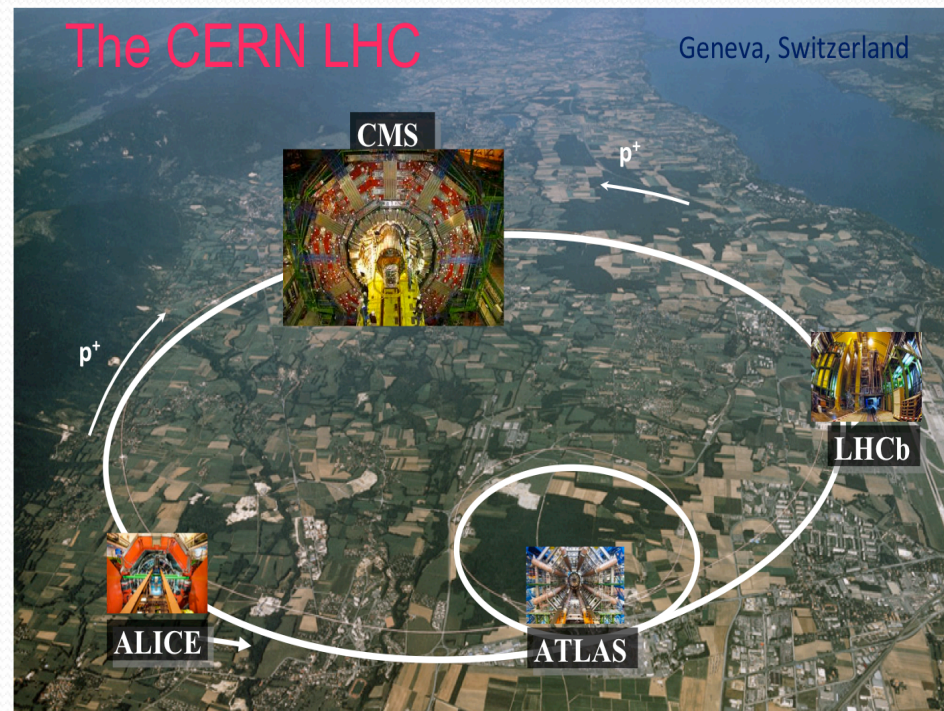 The CERN LHC
Geneva, Switzerland
CMS
p⁺
p⁺
LHCb
ALICE
ATLAS